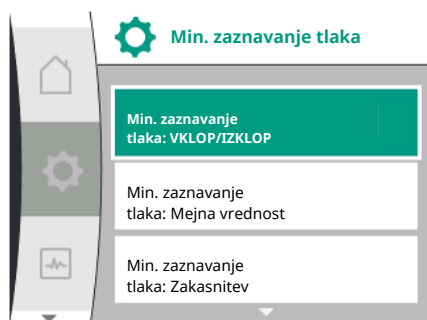 Min. zaznavanje tlaka
Min. zaznavanje
tlaka: VKLOP/IZKLOP
Min. zaznavanje
tlaka: Mejna vrednost
Min. zaznavanje
tlaka: Zakasnitev